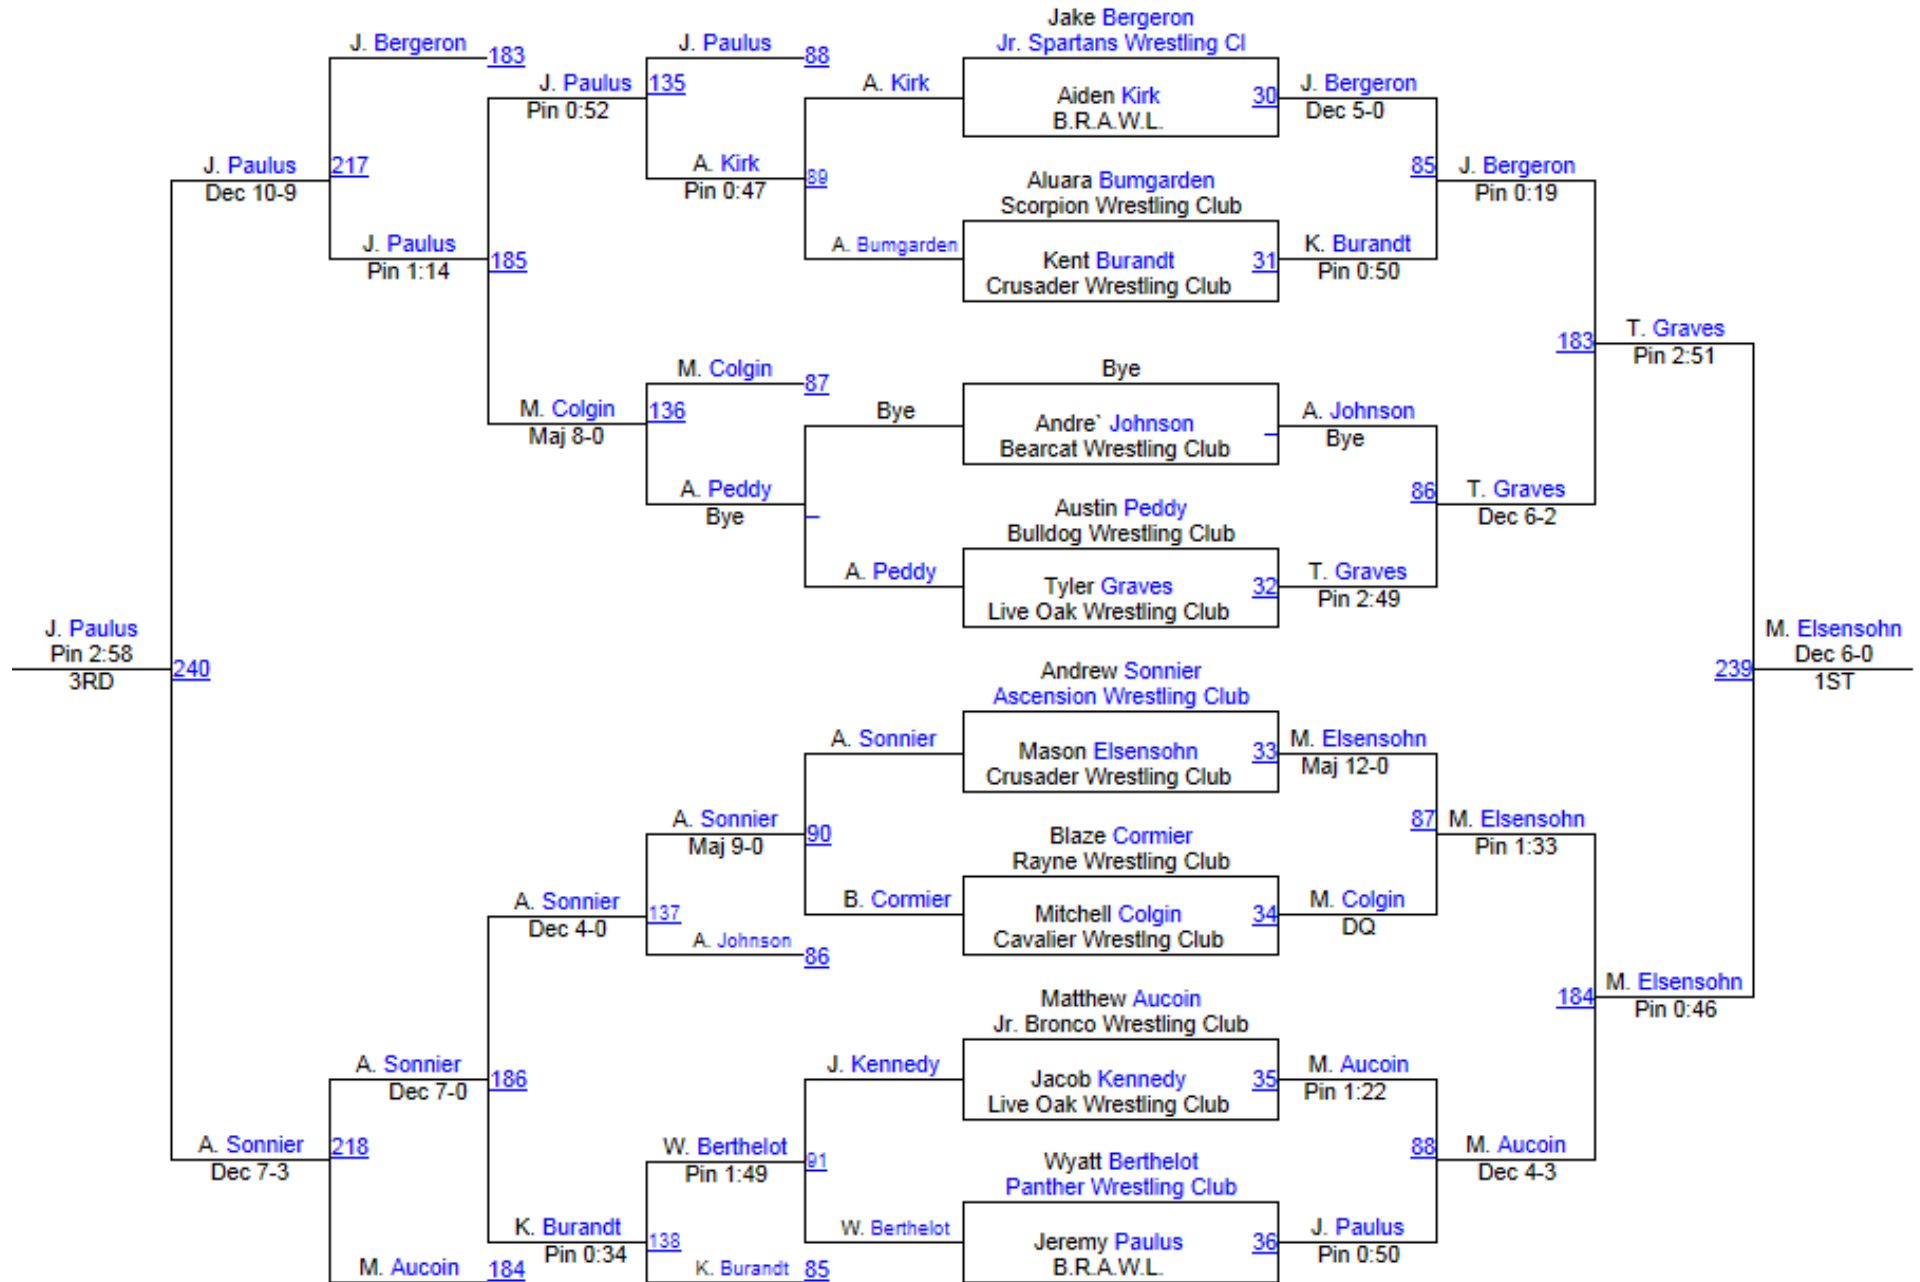 Jake Bergeron
J. Bergeron 183 J. Paulus 88 Jr. Spartans Wrestling Cl
J. Paulus 135 A. Kirk Aiden Kirk 30 J. Bergeron
Pin 0:52 B.R.A.W.L. Dec 5-0
J. Paulus 217 A. Kirk 89 85 J. Bergeron
Dec 10-9 Pin 0:47 Aluara Bumgarden Pin 0:19
Scorpion Wrestling Club
J. Paulus 185 A. Bumgarden Kent Burandt 31 K. Burandt
Pin 1:14 Crusader Wrestling Club Pin 0:50
183 T. Graves
Pin 2:51
M. Colgin 87 Bye
M. Colgin 136 Bye Andre` Johnson A. Johnson
Maj 8-0 Bearcat Wrestling Club Bye
A. Peddy Austin Peddy 86 T. Graves
Bye Bulldog Wrestling Club Dec 6-2
A. Peddy Tyler Graves 32 T. Graves
Live Oak Wrestling Club Pin 2:49
J. Paulus M. Elsensohn
Pin 2:58 Dec 6-0
3RD 240 Andrew Sonnier 239 1ST
Ascension Wrestling Club
A. Sonnier Mason Elsensohn 33 M. Elsensohn
Crusader Wrestling Club Maj 12-0
A. Sonnier 90 Blaze Cormier 87 M. Elsensohn
Maj 9-0 Rayne Wrestling Club Pin 1:33
A. Sonnier 137 B. Cormier Mitchell Colgin 34 M. Colgin
Dec 4-0 A. Johnson 86 Cavalier Wrestlng Club DQ
Matthew Aucoin 184 M. Elsensohn
Jr. Bronco Wrestling Club Pin 0:46
A. Sonnier 186 J. Kennedy Jacob Kennedy 35 M. Aucoin
Dec 7-0 Live Oak Wrestling Club Pin 1:22
A. Sonnier 218 W. Berthelot 91 Wyatt Berthelot 88 M. Aucoin
Dec 7-3 Pin 1:49 Panther Wrestling Club Dec 4-3
K. Burandt 138 W. Berthelot Jeremy Paulus 36 J. Paulus
M. Aucoin 184 Pin 0:34 K. Burandt 85 B.R.A.W.L. Pin 0:50